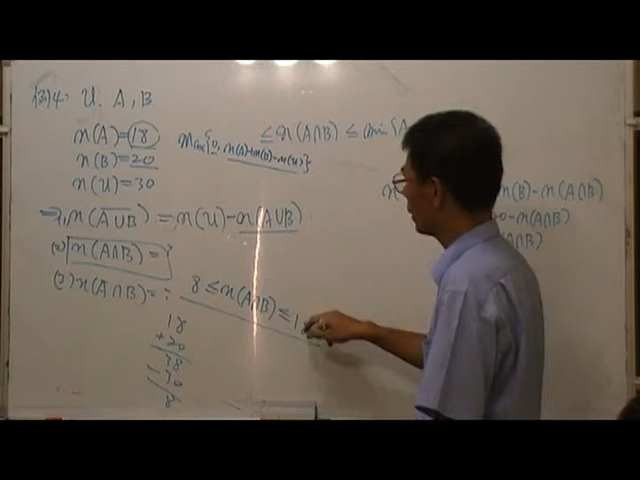 例4: U, A, B
n(A)=18
n(B)=20
n(U)=30
Max{0, n(A)+n(B)-n(U)} ≤ n(A∩B) ≤ min{A
n(B)-n(A∩B)
0-n(A∩B)
n(A∪B) = n(U)-n(A∪B)
(1) n(A∩B)=?
(2) n(A∩B)=?
8 ≤ n(A∩B) ≤ 1
18
+20
38
-30
8